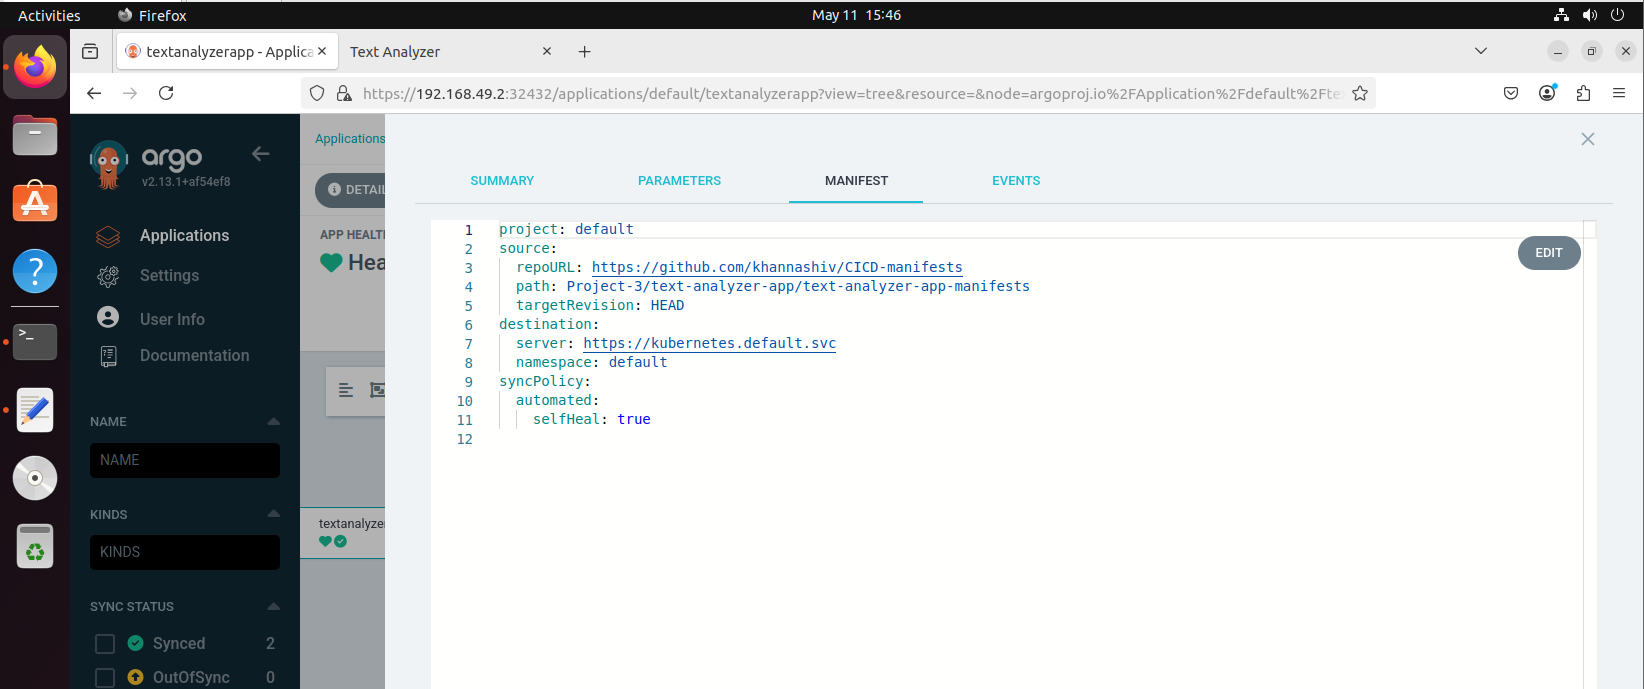 Activities
Firefox
May 11 15:46
textanalyzerapp - Applica
Text Analyzer
https://192.168.49.2:32432/applications/default/textanalyzerapp?view=tree&resource=&node=argoproj.io%2FApplication%2Fdefault%2Fte
argo
v2.13.1+af54ef8
Applications
Settings
User Info
Documentation
NAME
NAME
KINDS
KINDS
SYNC STATUS
Synced 2
OutOfSync 0
Applications
DETAIL
APP HEALT
Hea
textanalyzer
SUMMARY
PARAMETERS
MANIFEST
EVENTS
EDIT
1 project: default
2 source:
3 repoURL: https://github.com/khannashiv/CICD-manifests
4 path: Project-3/text-analyzer-app/text-analyzer-app-manifests
5 targetRevision: HEAD
6 destination:
7 server: https://kubernetes.default.svc
8 namespace: default
9 syncPolicy:
10 automated:
11 selfHeal: true
12